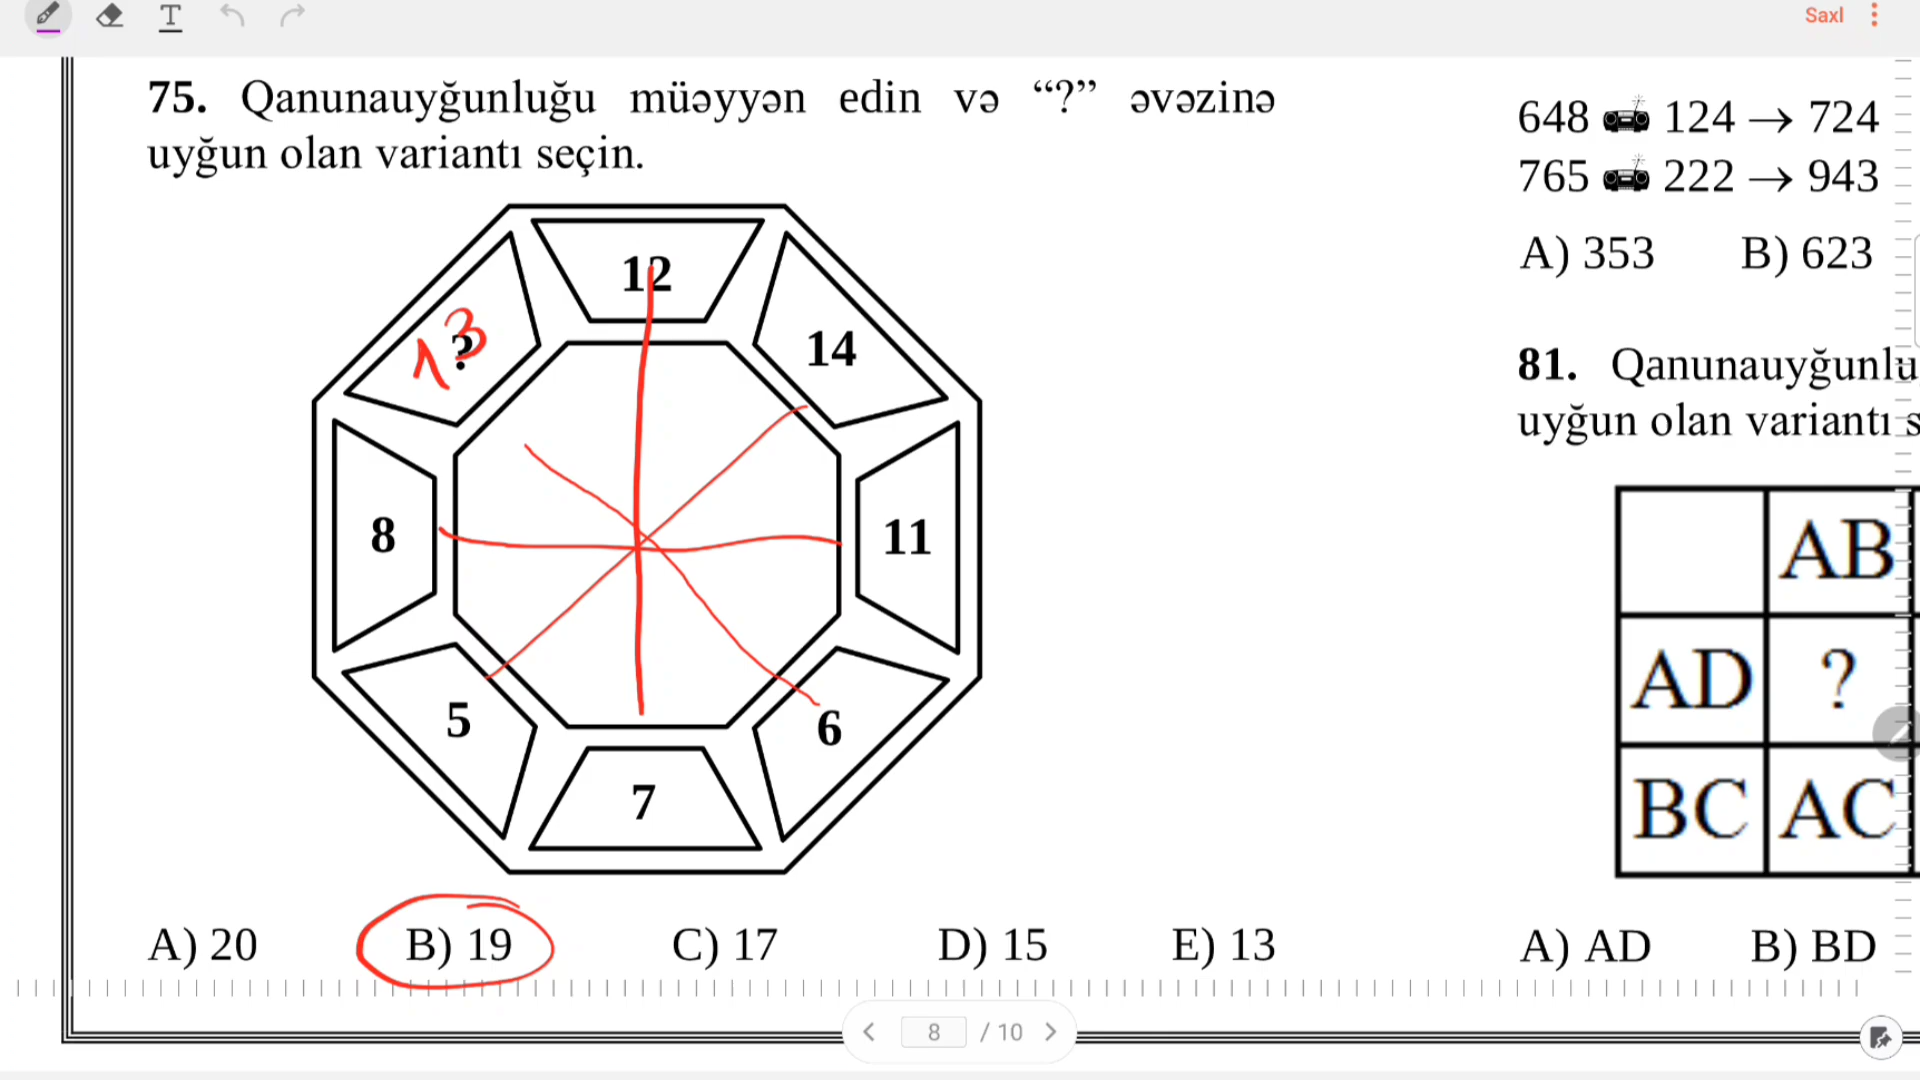 Saxl
75. Qanunauyğunluğu müəyyən edin və “?” əvəzinə
uyğun olan variantı seçin.
12
14
11
6
7
5
8
?
13
A) 20 B) 19 C) 17 D) 15 E) 13
648 124 → 724
765 222 → 943
A) 353 B) 623
81. Qanunauyğunlu
uyğun olan variantı s
AB
AD ?
BC AC
A) AD B) BD
8 / 10